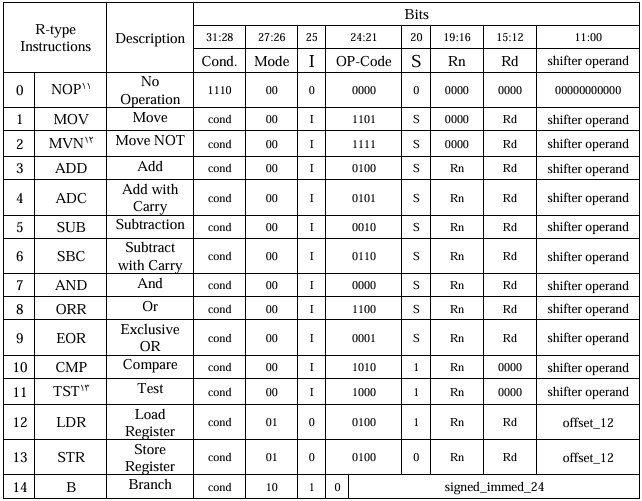 R-type Instructions Description Bits
31:28 27:26 25 24:21 20 19:16 15:12 11:00
Cond. Mode I OP-Code S Rn Rd shifter operand
0 NOP۱۱ No Operation 1110 00 0 0000 0 0000 0000 00000000000
1 MOV Move cond 00 I 1101 S 0000 Rd shifter operand
2 MVN۱۲ Move NOT cond 00 I 1111 S 0000 Rd shifter operand
3 ADD Add cond 00 I 0100 S Rn Rd shifter operand
4 ADC Add with Carry cond 00 I 0101 S Rn Rd shifter operand
5 SUB Subtraction cond 00 I 0010 S Rn Rd shifter operand
6 SBC Subtract with Carry cond 00 I 0110 S Rn Rd shifter operand
7 AND And cond 00 I 0000 S Rn Rd shifter operand
8 ORR Or cond 00 I 1100 S Rn Rd shifter operand
9 EOR Exclusive OR cond 00 I 0001 S Rn Rd shifter operand
10 CMP Compare cond 00 I 1010 1 Rn 0000 shifter operand
11 TST۱۳ Test cond 00 I 1000 1 Rn 0000 shifter operand
12 LDR Load Register cond 01 0 0100 1 Rn Rd offset_12
13 STR Store Register cond 01 0 0100 0 Rn Rd offset_12
14 B Branch cond 10 1 0 signed_immed_24